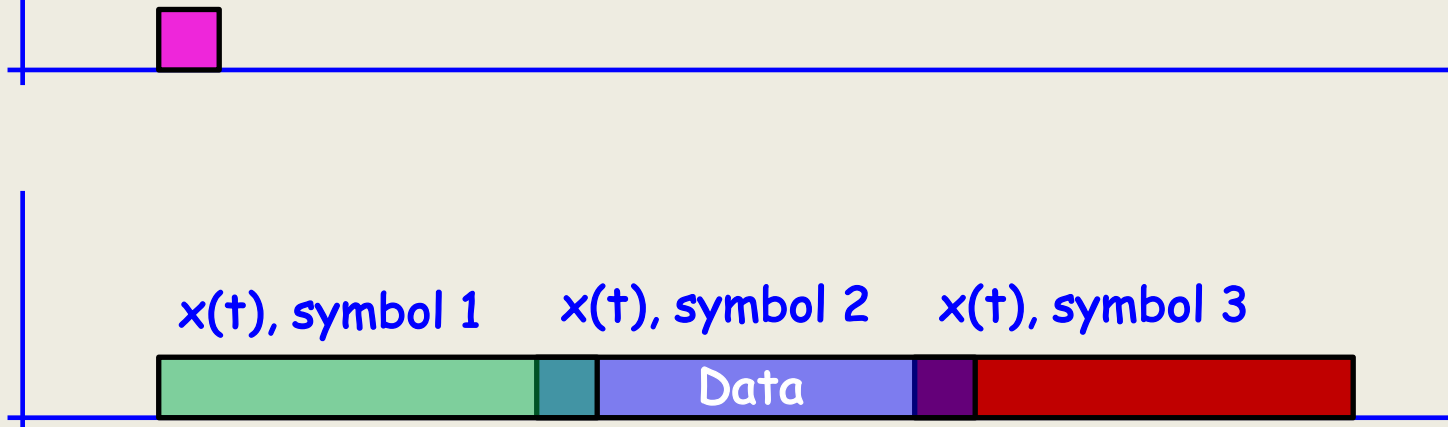 x(t), symbol 1
x(t), symbol 2
x(t), symbol 3
Data